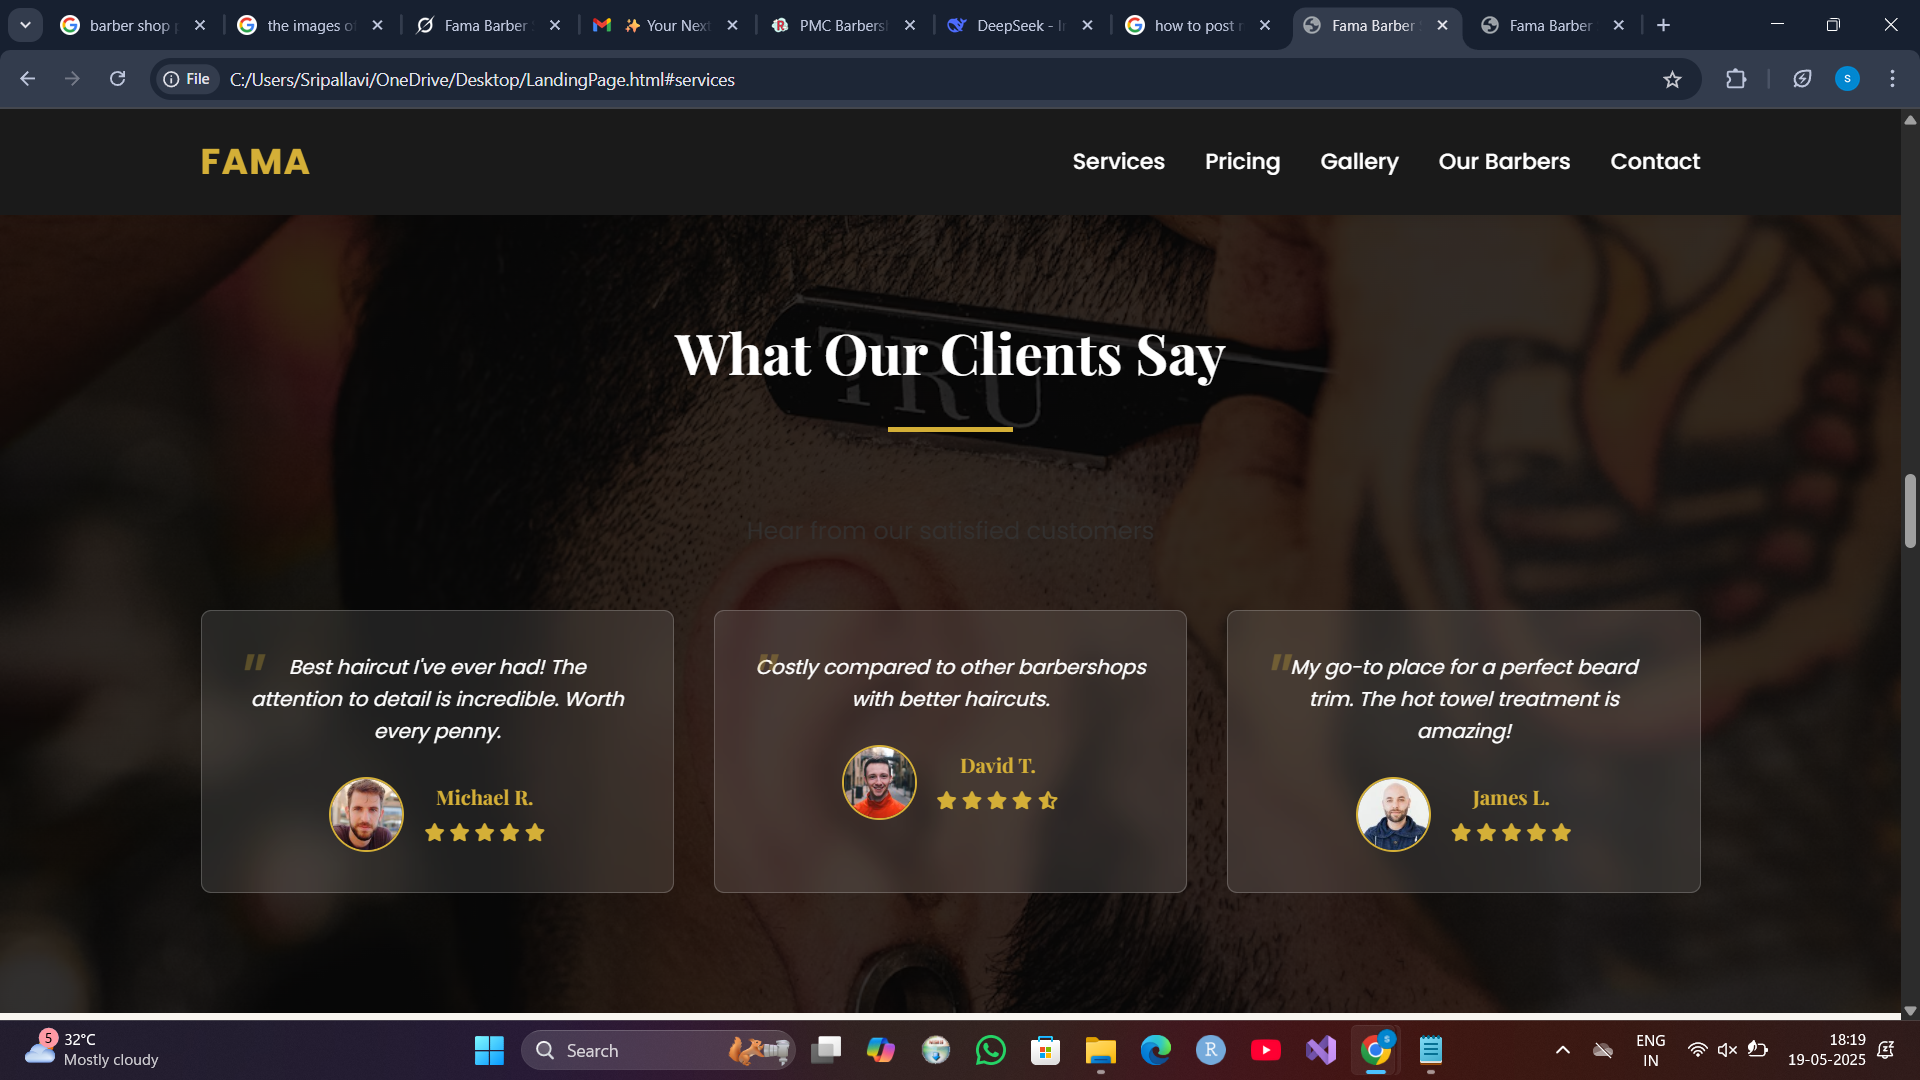 barber shop p
the images of
Fama Barber S
✨ Your Next
PMC Barbersh
DeepSeek - In
how to post r
Fama Barber S
Fama Barber
File
C:/Users/Sripallavi/OneDrive/Desktop/LandingPage.html#services
S
FAMA
Services
Pricing
Gallery
Our Barbers
Contact
TRU
What Our Clients Say
Hear from our satisfied customers
"
Best haircut I've ever had! The
attention to detail is incredible. Worth
every penny.
Michael R.
"
Costly compared to other barbershops
with better haircuts.
David T.
"
My go-to place for a perfect beard
trim. The hot towel treatment is
amazing!
James L.
5
32°C
Mostly cloudy
Search
R
S
ENG
IN
18:19
19-05-2025